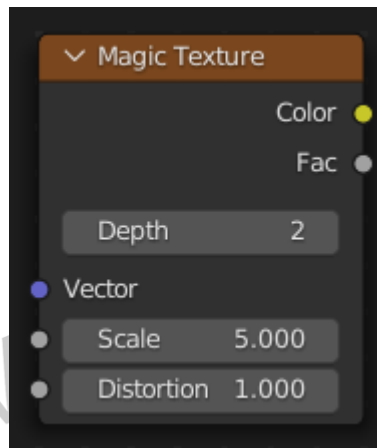 Magic Texture
Color
Fac
Depth 2
Vector
Scale 5.000
Distortion 1.000